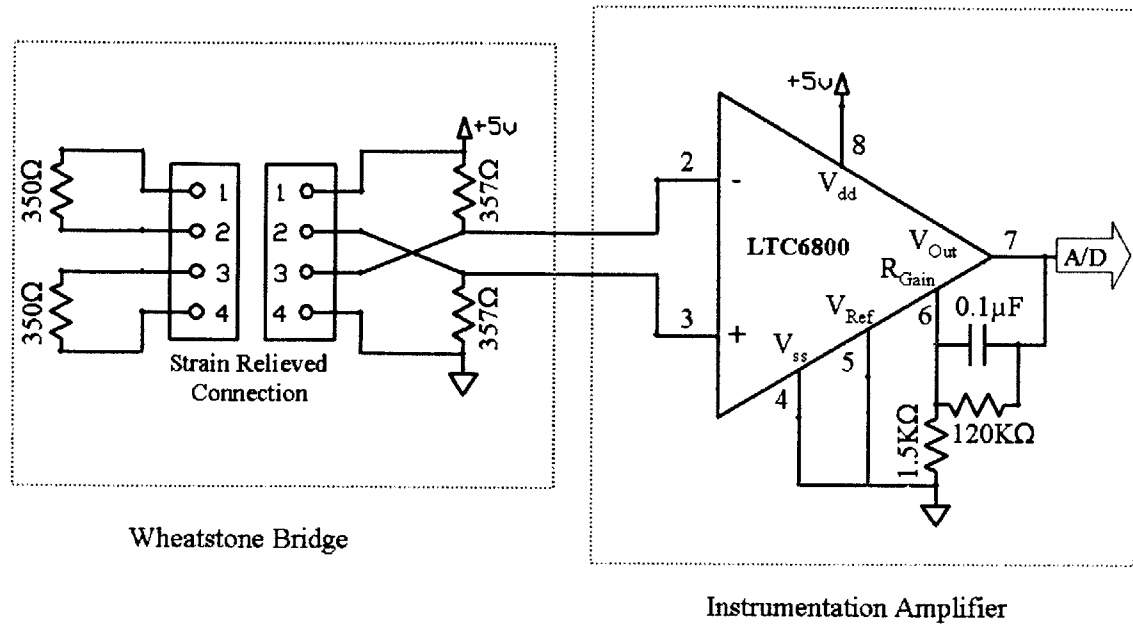 +5v
350Ω
1
2
3
4
1
2
3
4
357Ω
350Ω
357Ω
Strain Relieved
Connection
Wheatstone Bridge
+5v
8
2
-
Vdd
LTC6800
VOut
7
A/D
RGain
6
0.1µF
3
+
VRef
5
Vss
4
1.5KΩ
120KΩ
Instrumentation Amplifier